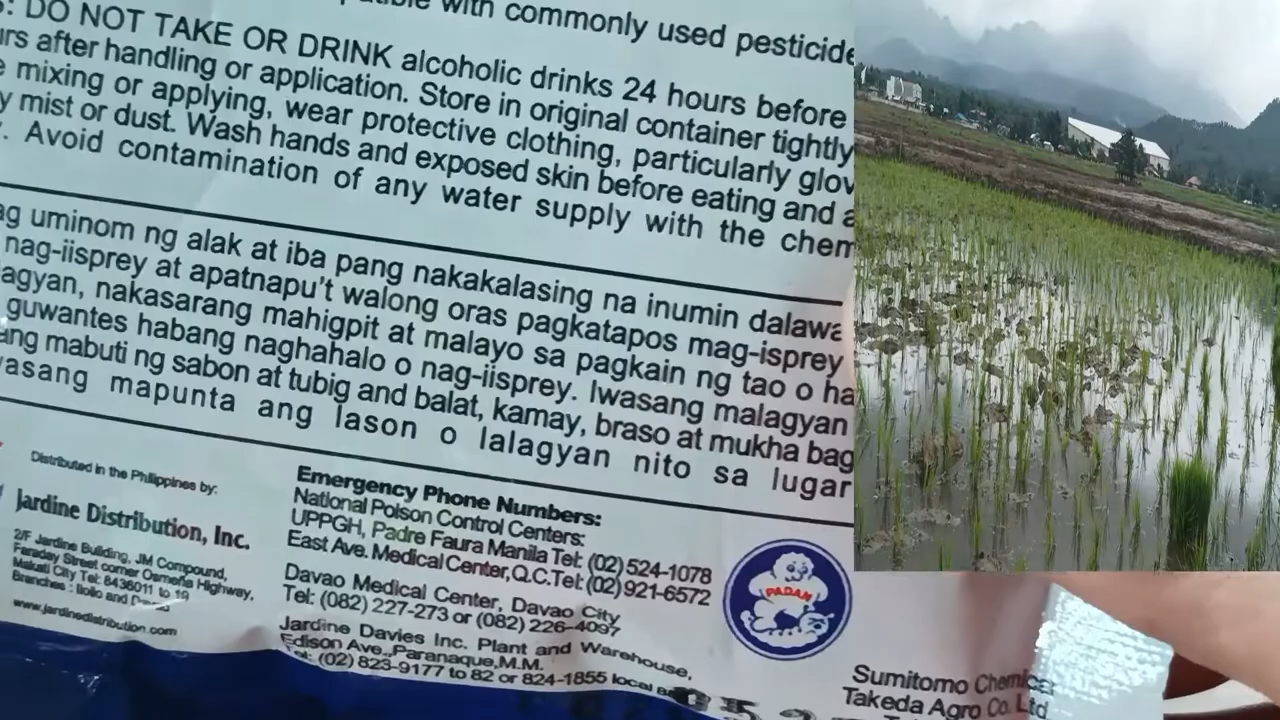 with commonly used pesticide
: DO NOT TAKE OR DRINK alcoholic drinks 24 hours before
rs after handling or application. Store in original container tightly
mixing or applying, wear protective clothing, particularly glov
y mist or dust. Wash hands and exposed skin before eating and a
. Avoid contamination of any water supply with the chem
ag uminom ng alak at iba pang nakakalasing na inumin dalawa
nag-iisprey at apatnapu't walong oras pagkatapos mag-isprey
agyan, nakasarang mahigpit at malayo sa pagkain ng tao o ha
guwantes habang naghahalo o nag-iisprey. Iwasang malagyan
ang mabuti ng sabon at tubig and balat, kamay, braso at mukha bag
wasang mapunta ang lason o lalagyan nito sa lugar
Distributed in the Philippines by:
Jardine Distribution, Inc.
2/F Jardine Building, JM Compound,
Faraday Street corner Osmeña Highway,
Makati City Tel: 8436011 to 19
Branches : Iloilo and
www.jardinedistribution.com
Emergency Phone Numbers:
National Poison Control Centers:
UPPGH, Padre Faura Manila Tel: (02) 524-1078
East Ave. Medical Center, Q.C. Tel: (02) 921-6572
Davao Medical Center, Davao City
Tel: (082) 227-273 or (082) 226-4097
Jardine Davies Inc. Plant and Warehouse,
Edison Ave., Paranaque, M.M.
Tel: (02) 823-9177 to 82 or 824-1855 local
PADAN
Sumitomo Chemica
Takeda Agro Co. Ltd